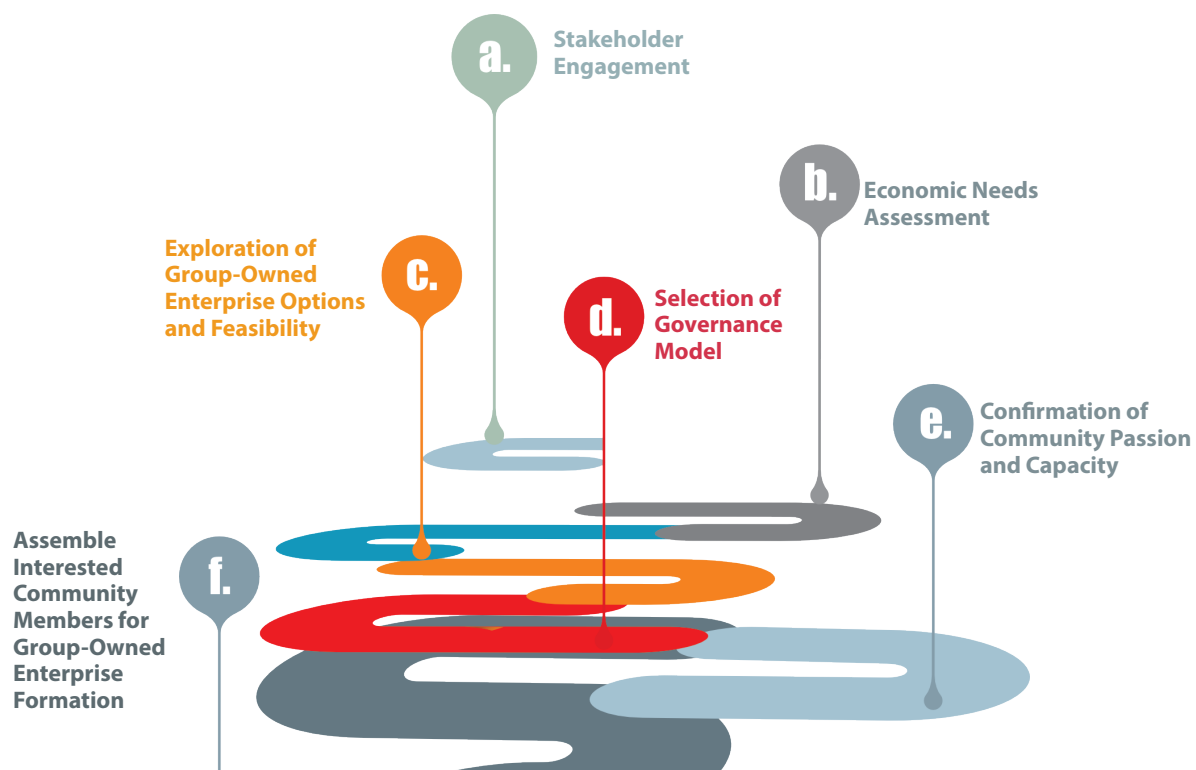 a.
Stakeholder
Engagement
b.
Economic Needs
Assessment
c.
Exploration of
Group-Owned
Enterprise Options
and Feasibility
d.
Selection of
Governance
Model
e.
Confirmation of
Community Passion
and Capacity
f.
Assemble
Interested
Community
Members for
Group-Owned
Enterprise
Formation